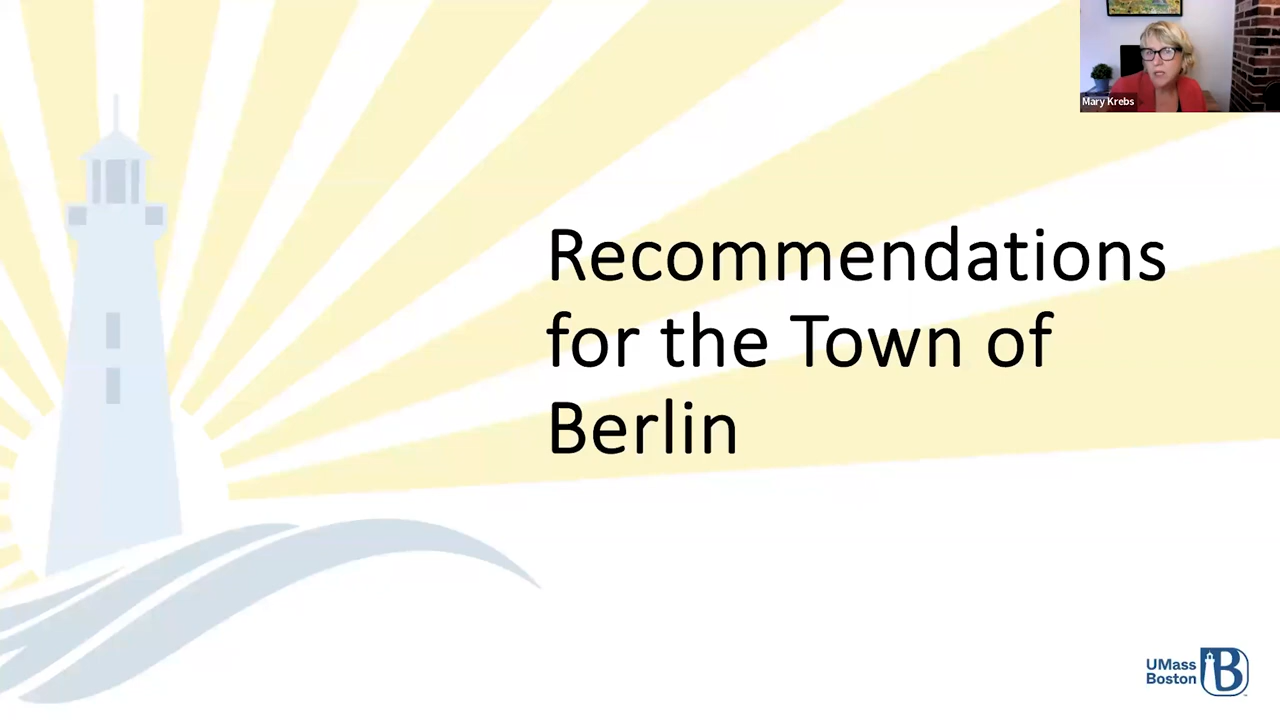 Mary Krebs
Recommendations
for the Town of
Berlin
UMass
Boston
B